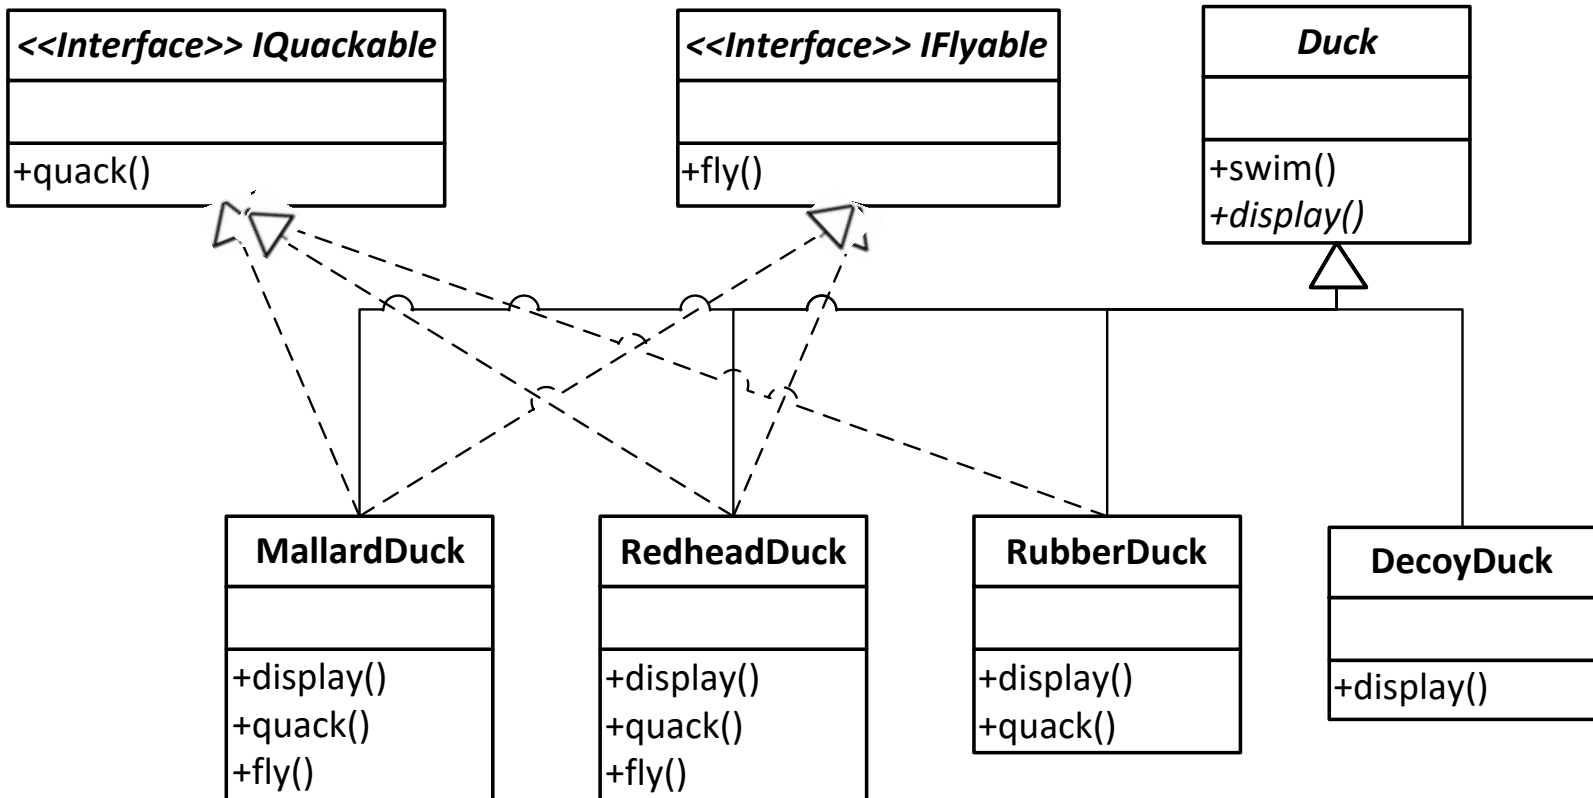 <<Interface>> IQuackable
+quack()
<<Interface>> IFlyable
+fly()
Duck
+swim()
+display()
MallardDuck
+display()
+quack()
+fly()
RedheadDuck
+display()
+quack()
+fly()
RubberDuck
+display()
+quack()
DecoyDuck
+display()